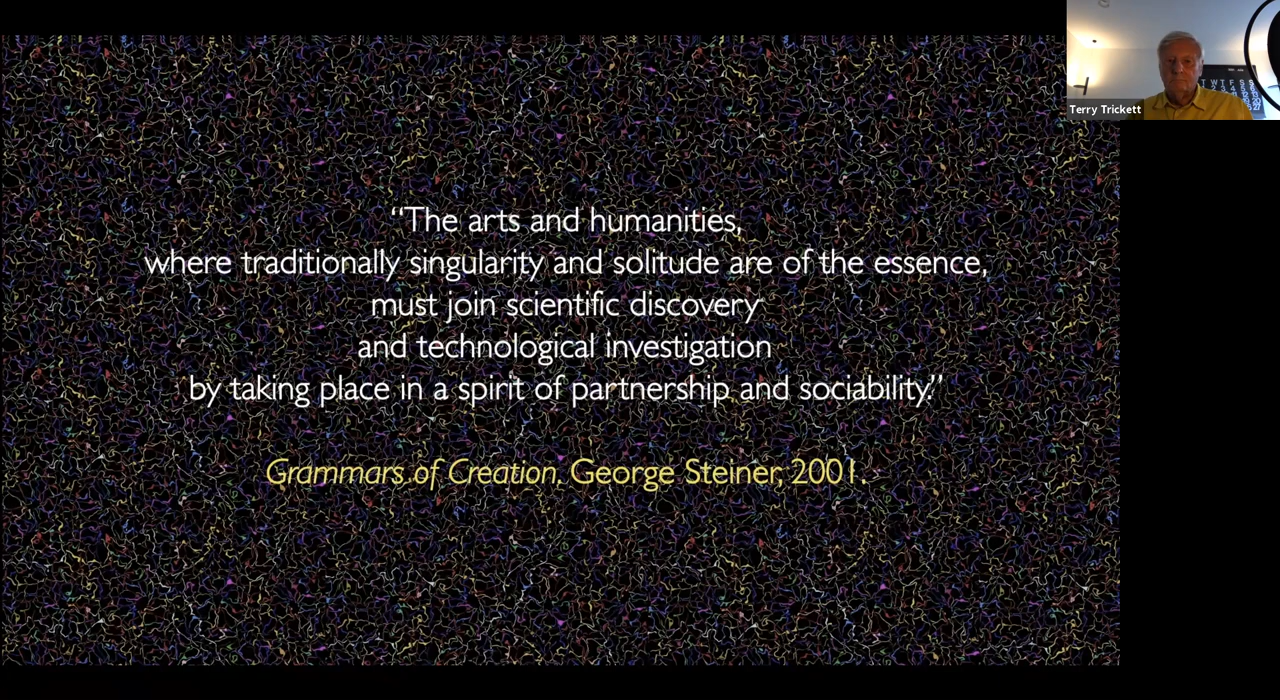 “The arts and humanities,
where traditionally singularity and solitude are of the essence,
must join scientific discovery
and technological investigation
by taking place in a spirit of partnership and sociability.”
Grammars of Creation. George Steiner, 2001.
Terry Trickett